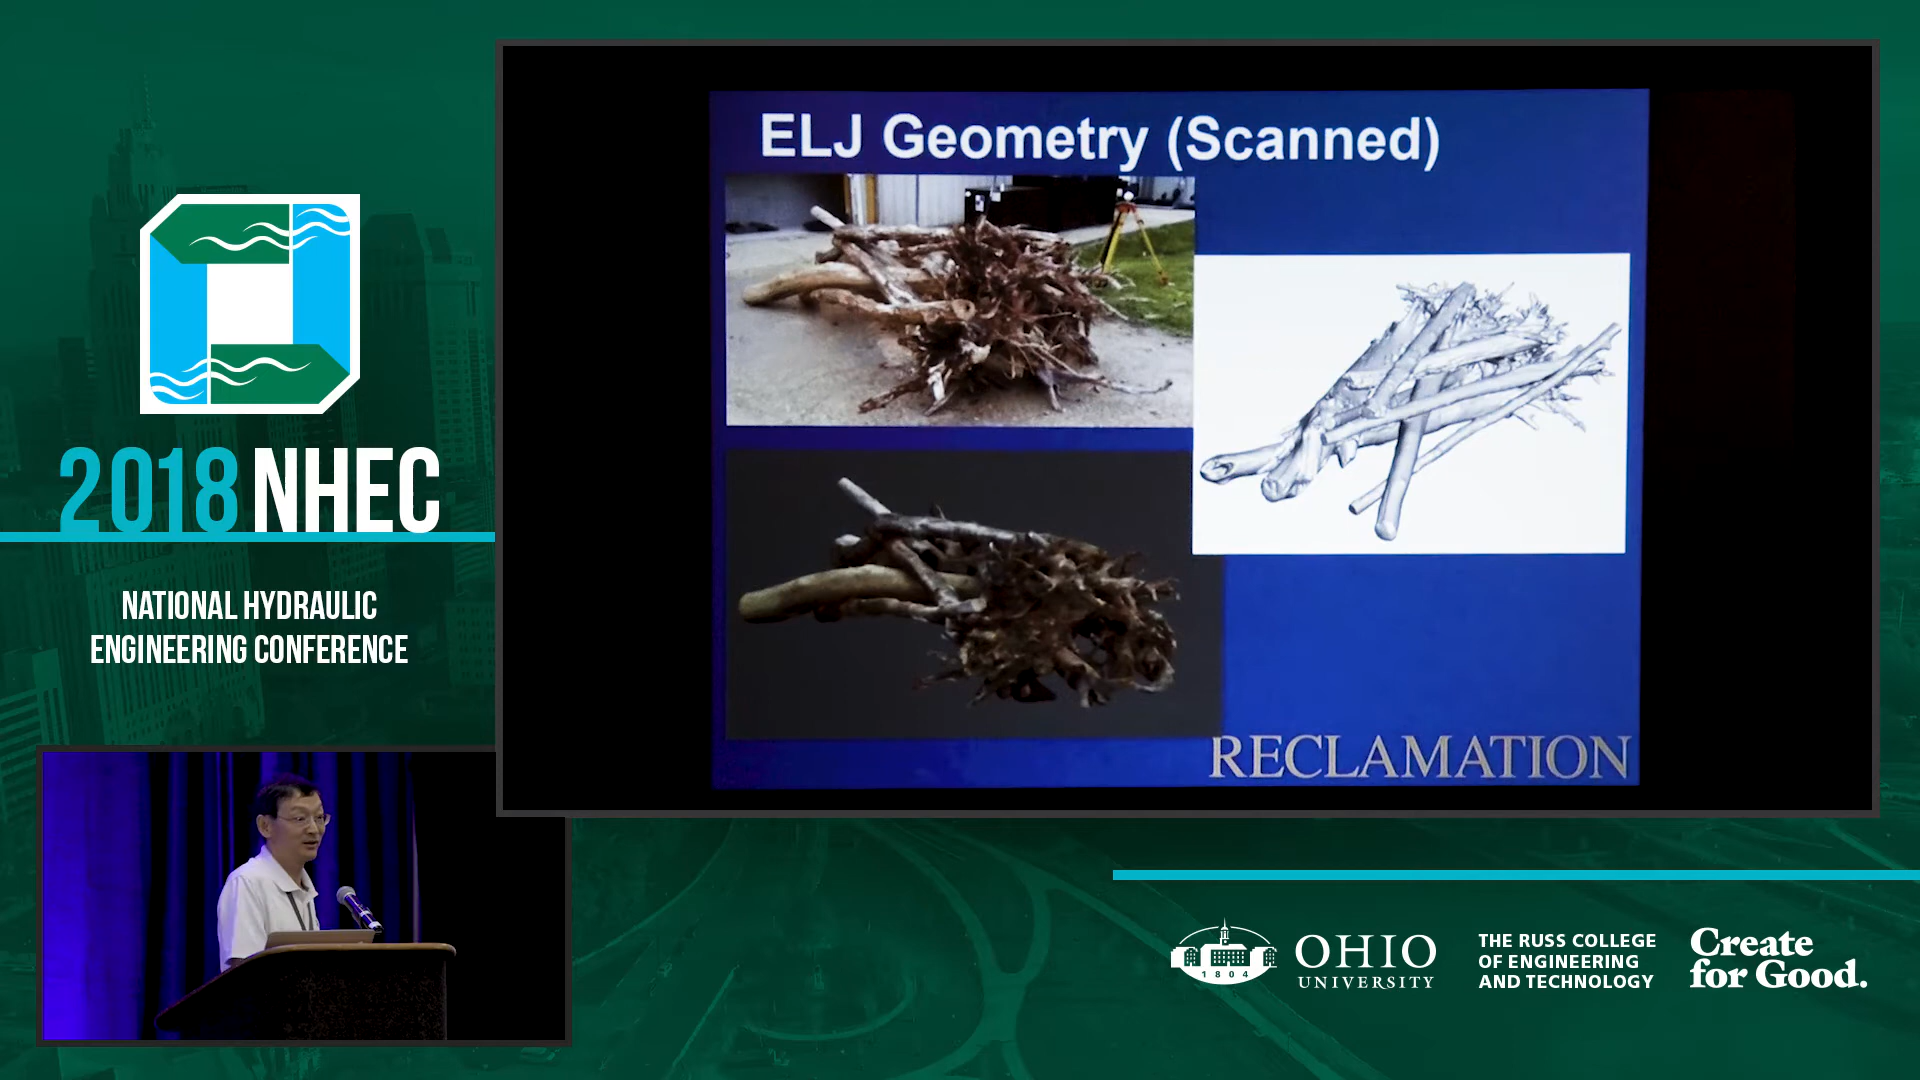 ELJ Geometry (Scanned)
RECLAMATION
2018 NHEC
NATIONAL HYDRAULIC
ENGINEERING CONFERENCE
1804
OHIO
UNIVERSITY
THE RUSS COLLEGE
OF ENGINEERING
AND TECHNOLOGY
Create
for Good.